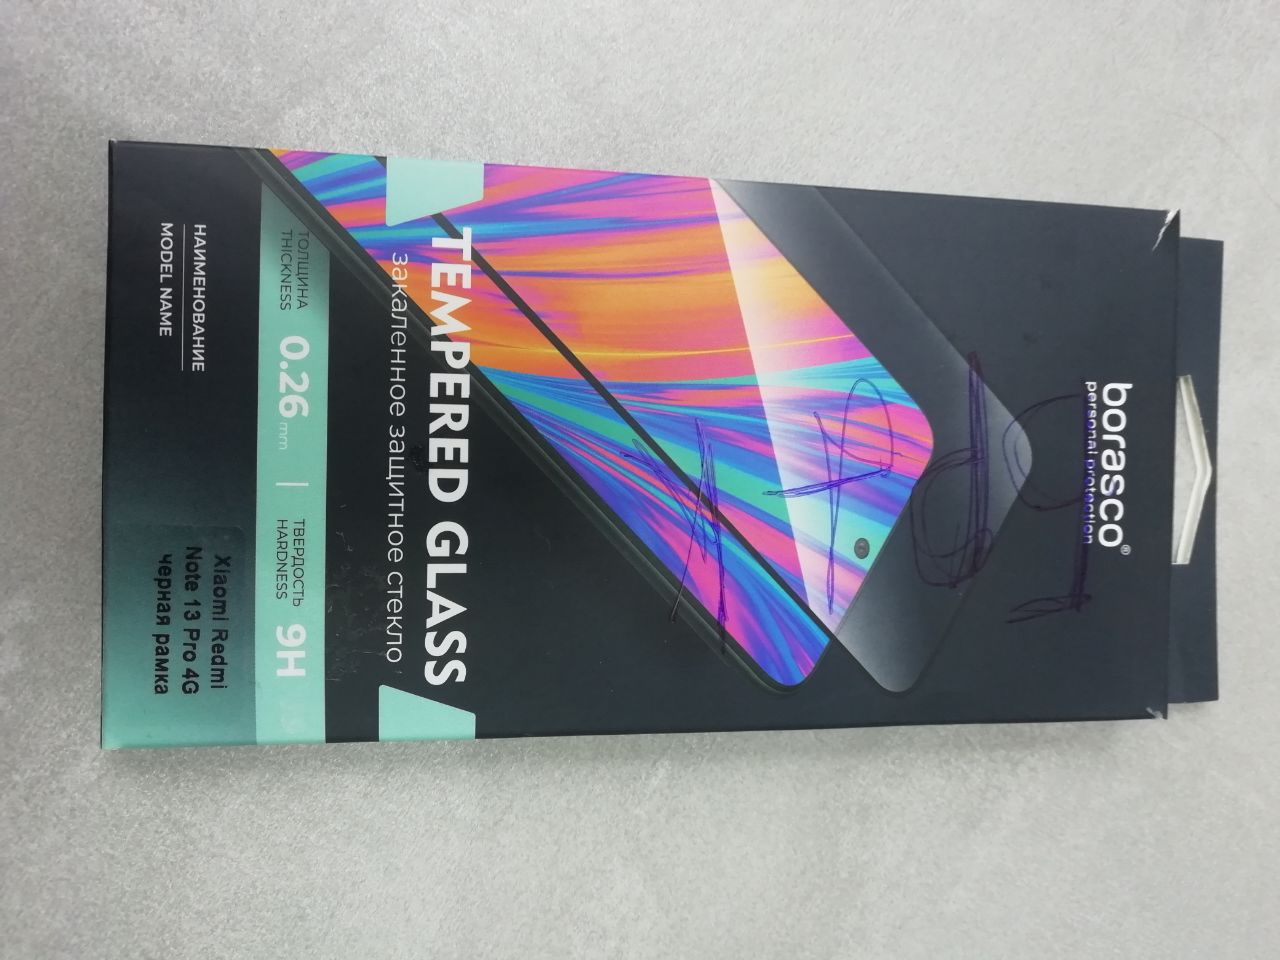 borasco®
personal protection
TEMPERED GLASS
закаленное защитное стекло
ТОЛЩИНА
THICKNESS
0.26 mm
ТВЕРДОСТЬ
HARDNESS
9H
НАИМЕНОВАНИЕ
MODEL NAME
Xiaomi Redmi
Note 13 Pro 4G
черная рамка